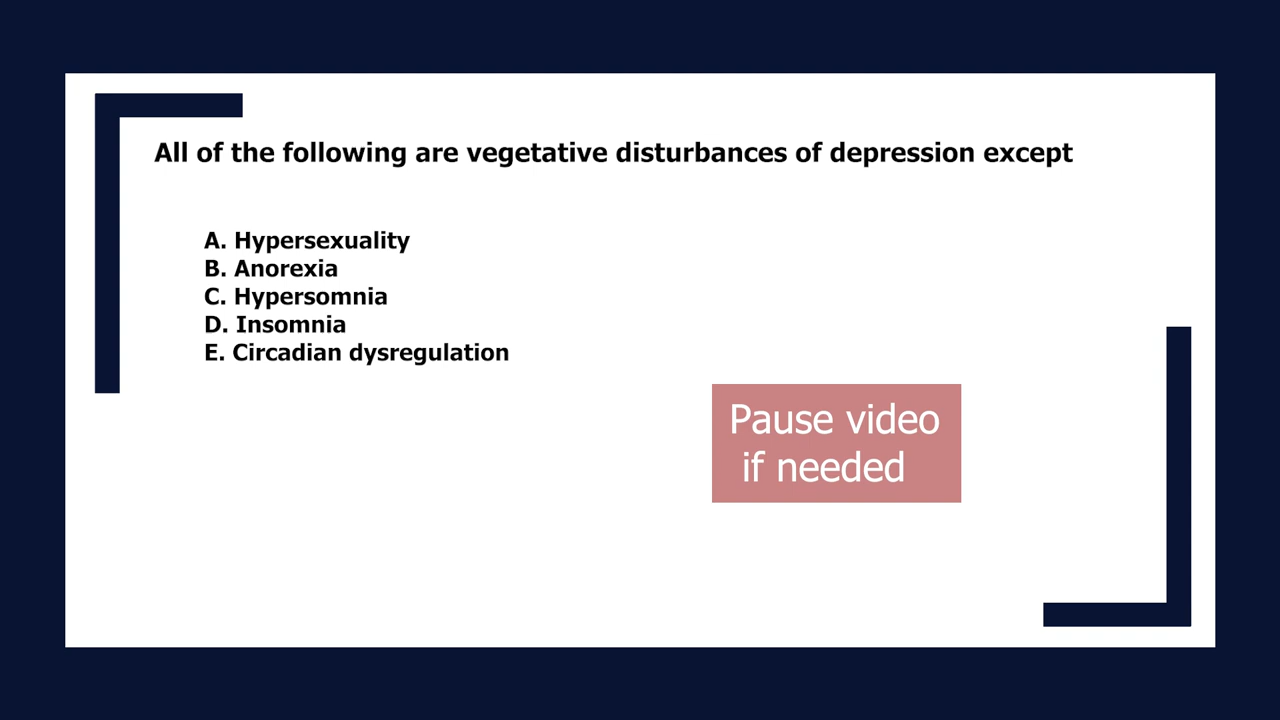 All of the following are vegetative disturbances of depression except
A. Hypersexuality
B. Anorexia
C. Hypersomnia
D. Insomnia
E. Circadian dysregulation
Pause video
if needed